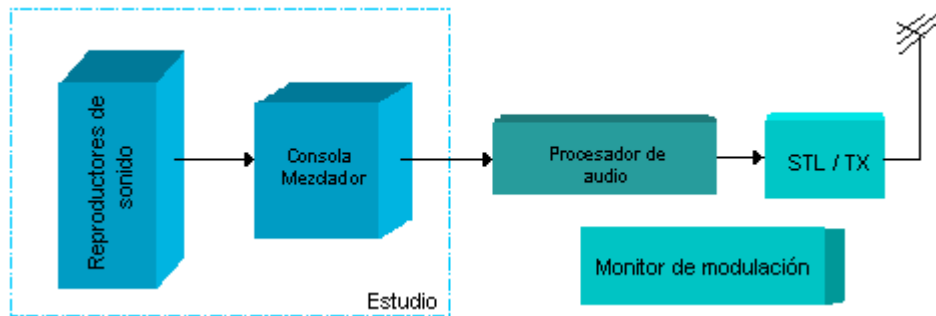 Reproductores de
sonido
Consola
Mezclador
Procesador de
audio
STL / TX
Monitor de modulación
Estudio